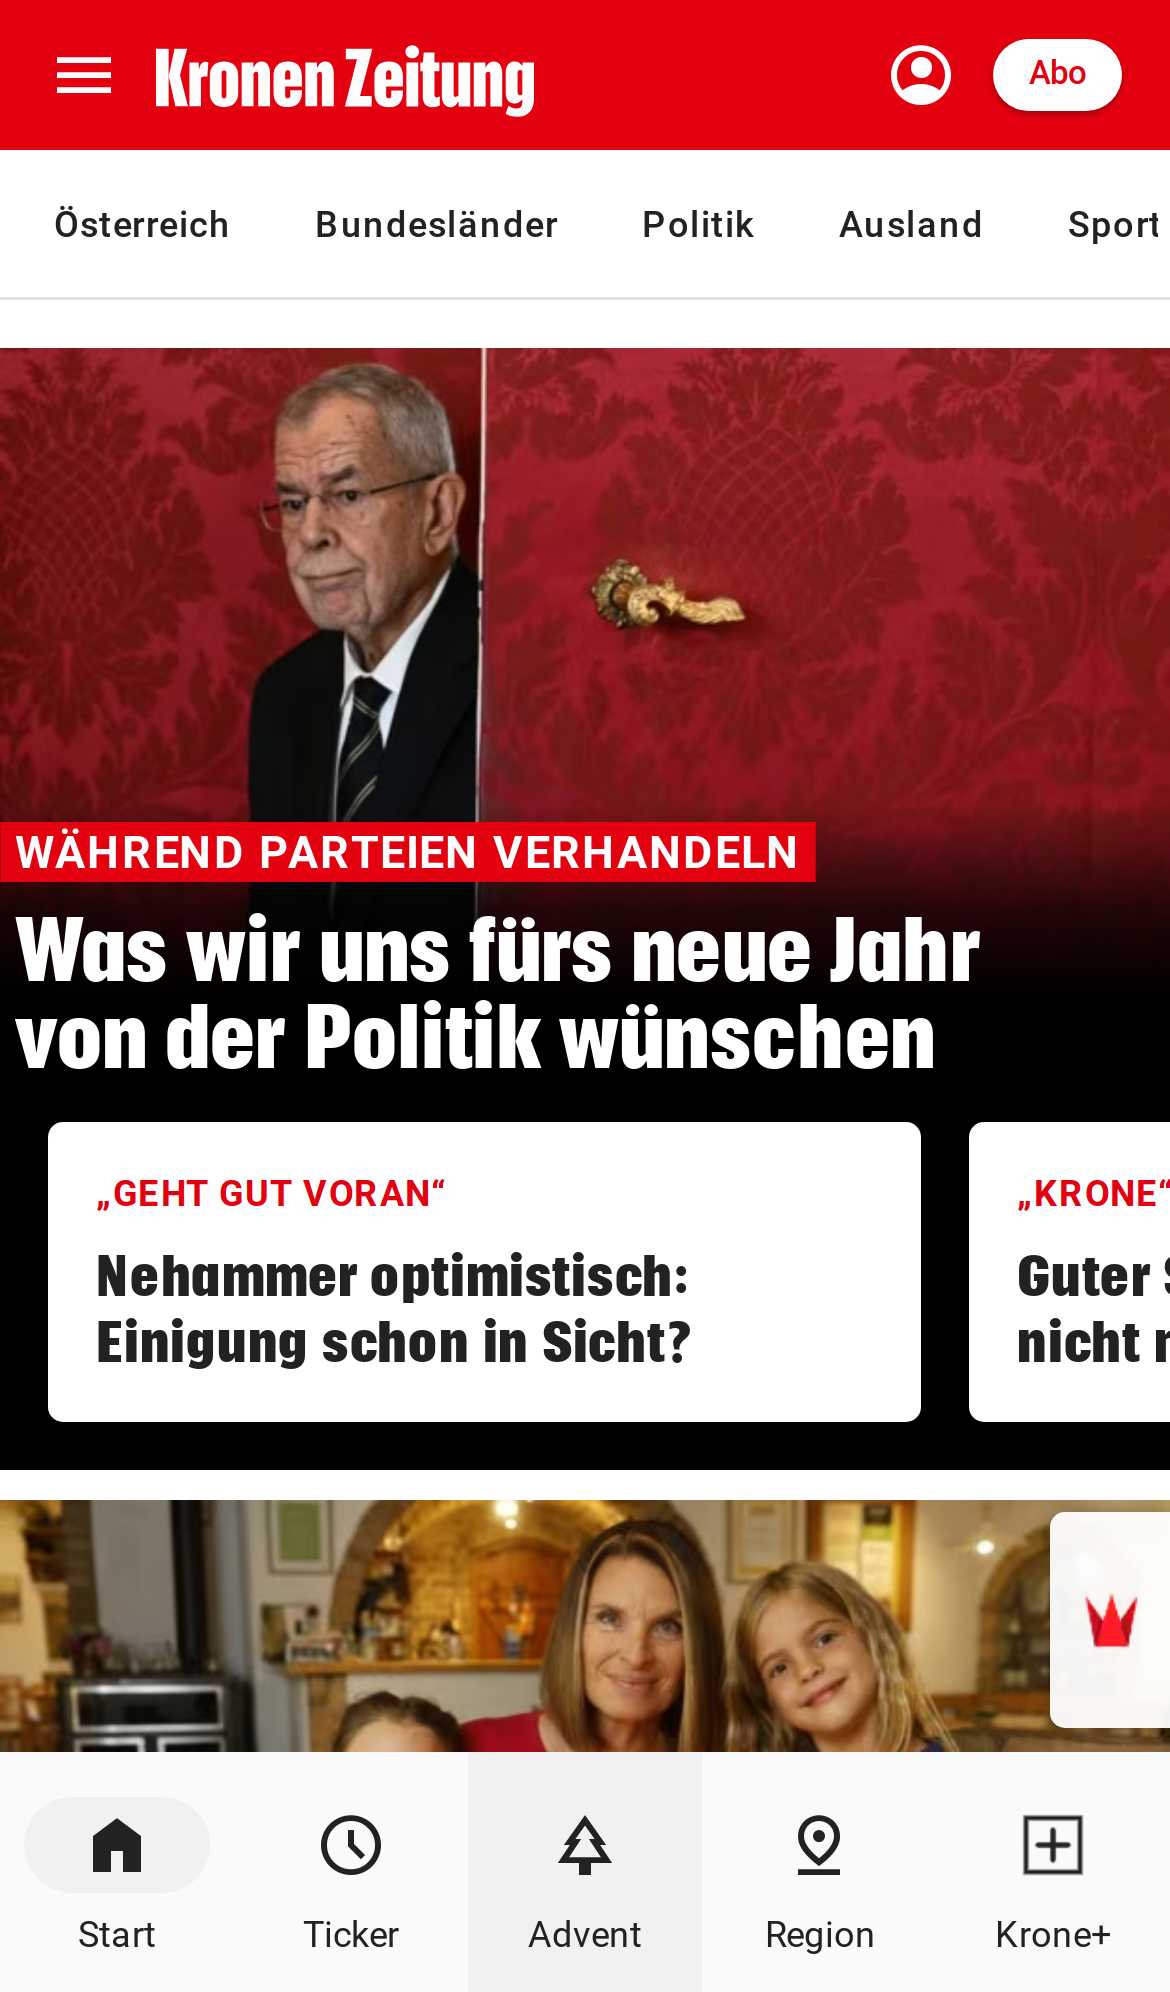 Kronen Zeitung
Abo
Österreich Bundesländer Politik Ausland Sport
WÄHREND PARTEIEN VERHANDELN
Was wir uns fürs neue Jahr
von der Politik wünschen
„GEHT GUT VORAN“
Nehammer optimistisch:
Einigung schon in Sicht?
„KRONE“
Guter
nicht
Start Ticker Advent Region Krone+